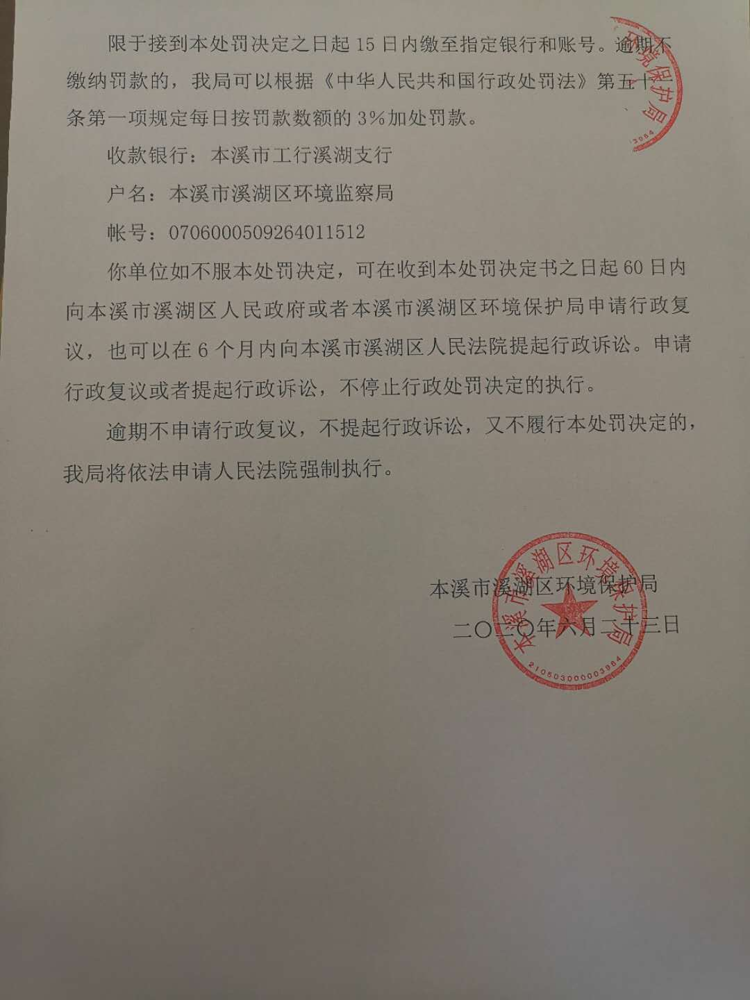 限于接到本处罚决定之日起 15 日内缴至指定银行和账号。逾期不
缴纳罚款的，我局可以根据《中华人民共和国行政处罚法》第五十一
条第一项规定每日按罚款数额的 3%加处罚款。
环境保护局
3984
收款银行：本溪市工行溪湖支行
户名：本溪市溪湖区环境监察局
帐号：0706000509264011512
你单位如不服本处罚决定，可在收到本处罚决定书之日起 60 日内
向本溪市溪湖区人民政府或者本溪市溪湖区环境保护局申请行政复
议，也可以在 6 个月内向本溪市溪湖区人民法院提起行政诉讼。申请
行政复议或者提起行政诉讼，不停止行政处罚决定的执行。
逾期不申请行政复议，不提起行政诉讼，又不履行本处罚决定的，
我局将依法申请人民法院强制执行。
本溪市溪湖区环境保护局
二〇二〇年六月二十三日
本溪市溪湖区环境保护局
210503000003984